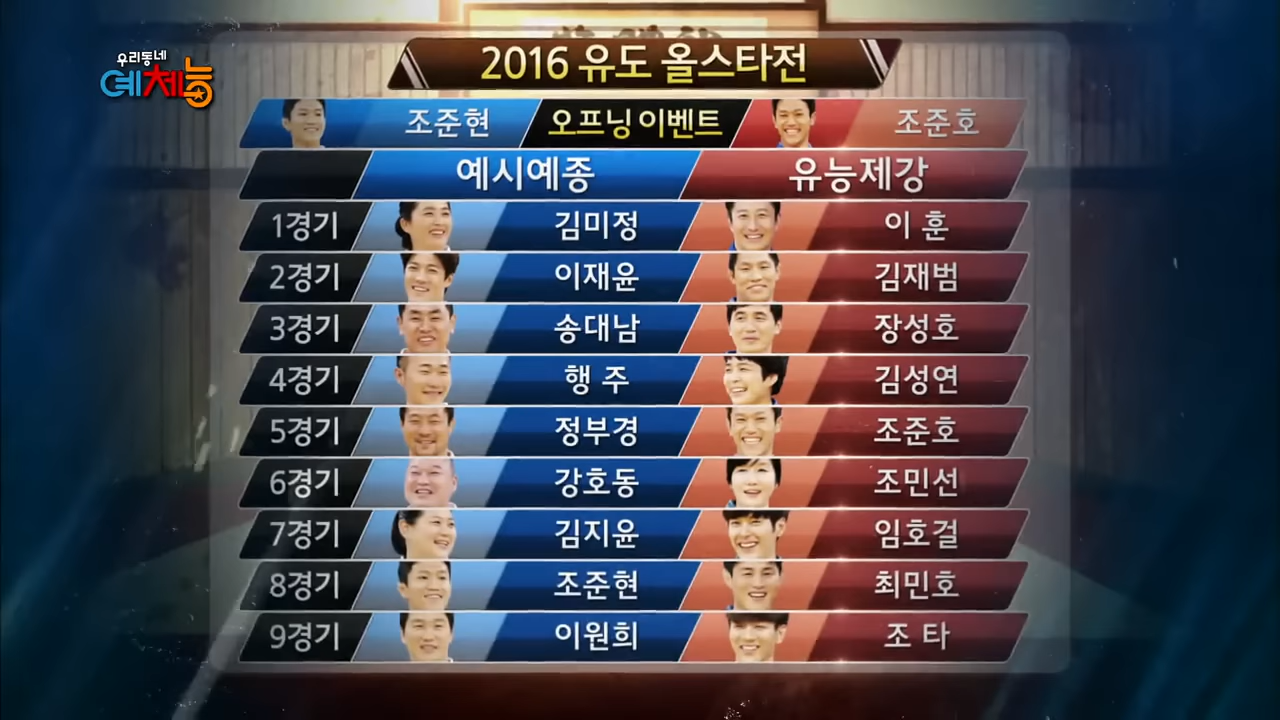 우리동네
예체능
2016 유도 올스타전
조준현 오프닝 이벤트 조준호
예시예종 유능제강
1경기 김미정 이 훈
2경기 이재윤 김재범
3경기 송대남 장성호
4경기 행 주 김성연
5경기 정부경 조준호
6경기 강호동 조민선
7경기 김지윤 임호걸
8경기 조준현 최민호
9경기 이원희 조 타